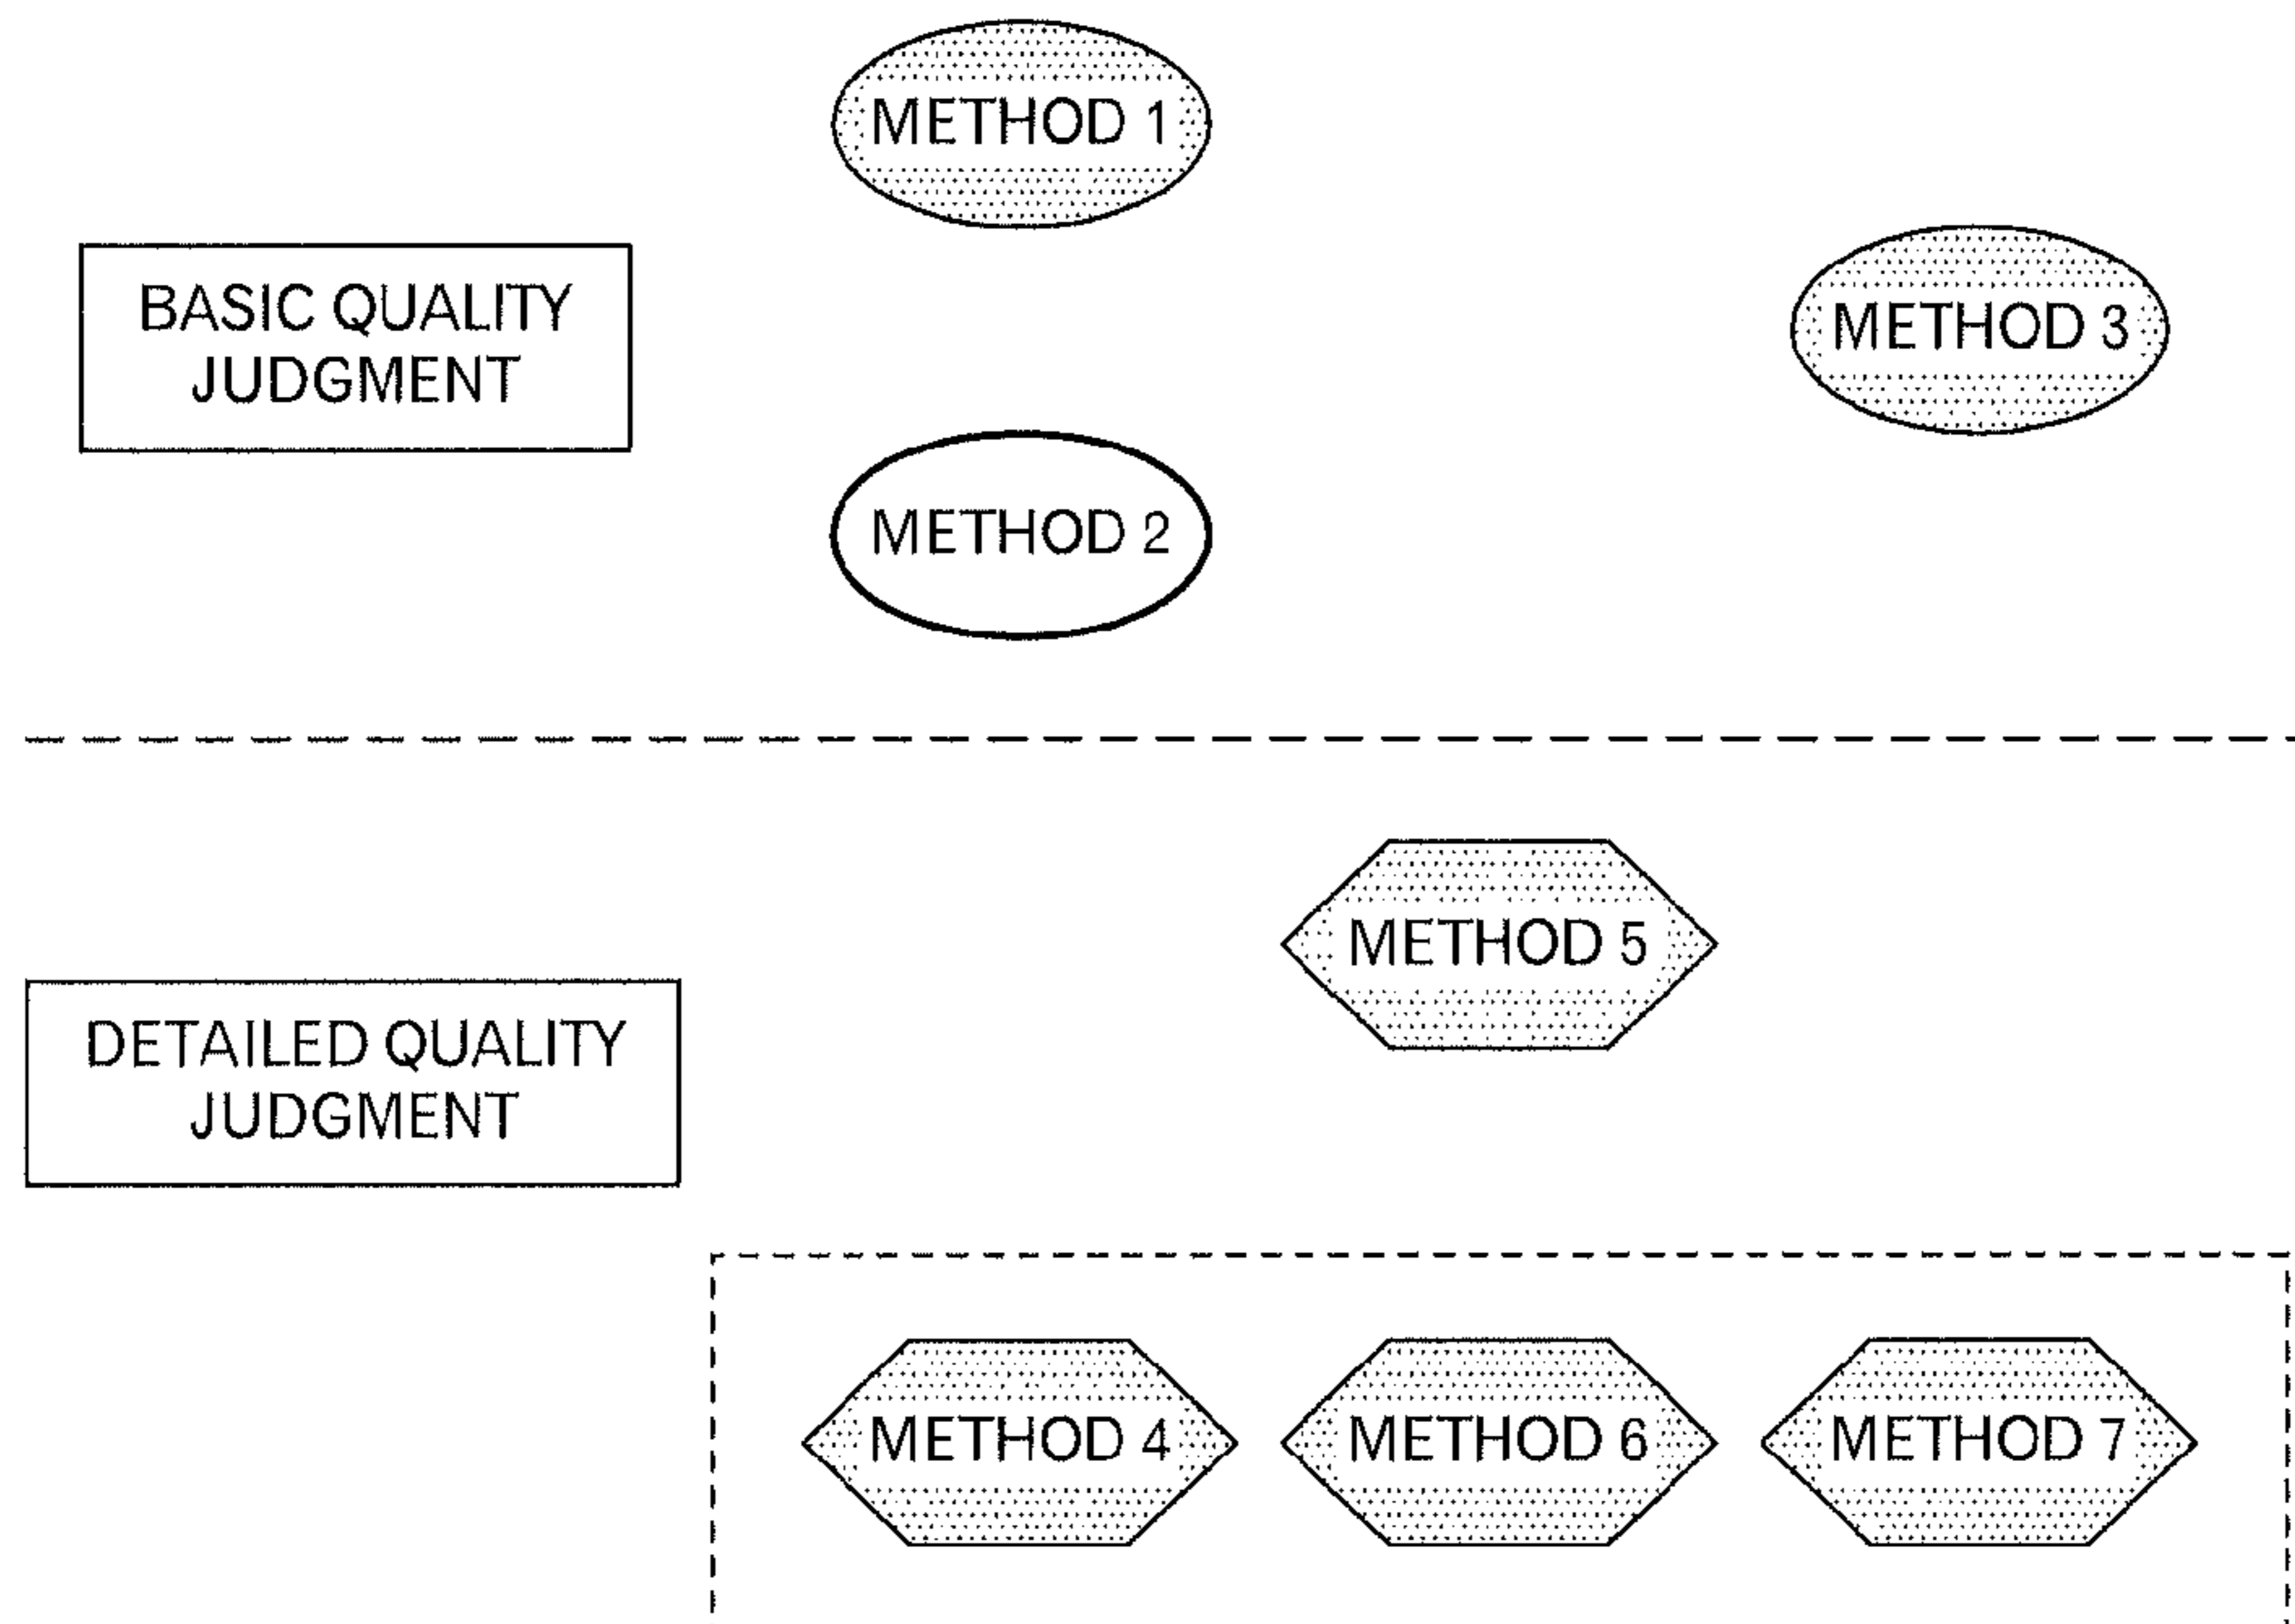 METHOD 1
BASIC QUALITY
JUDGMENT
METHOD 3
METHOD 2
METHOD 5
DETAILED QUALITY
JUDGMENT
METHOD 4
METHOD 6
METHOD 7